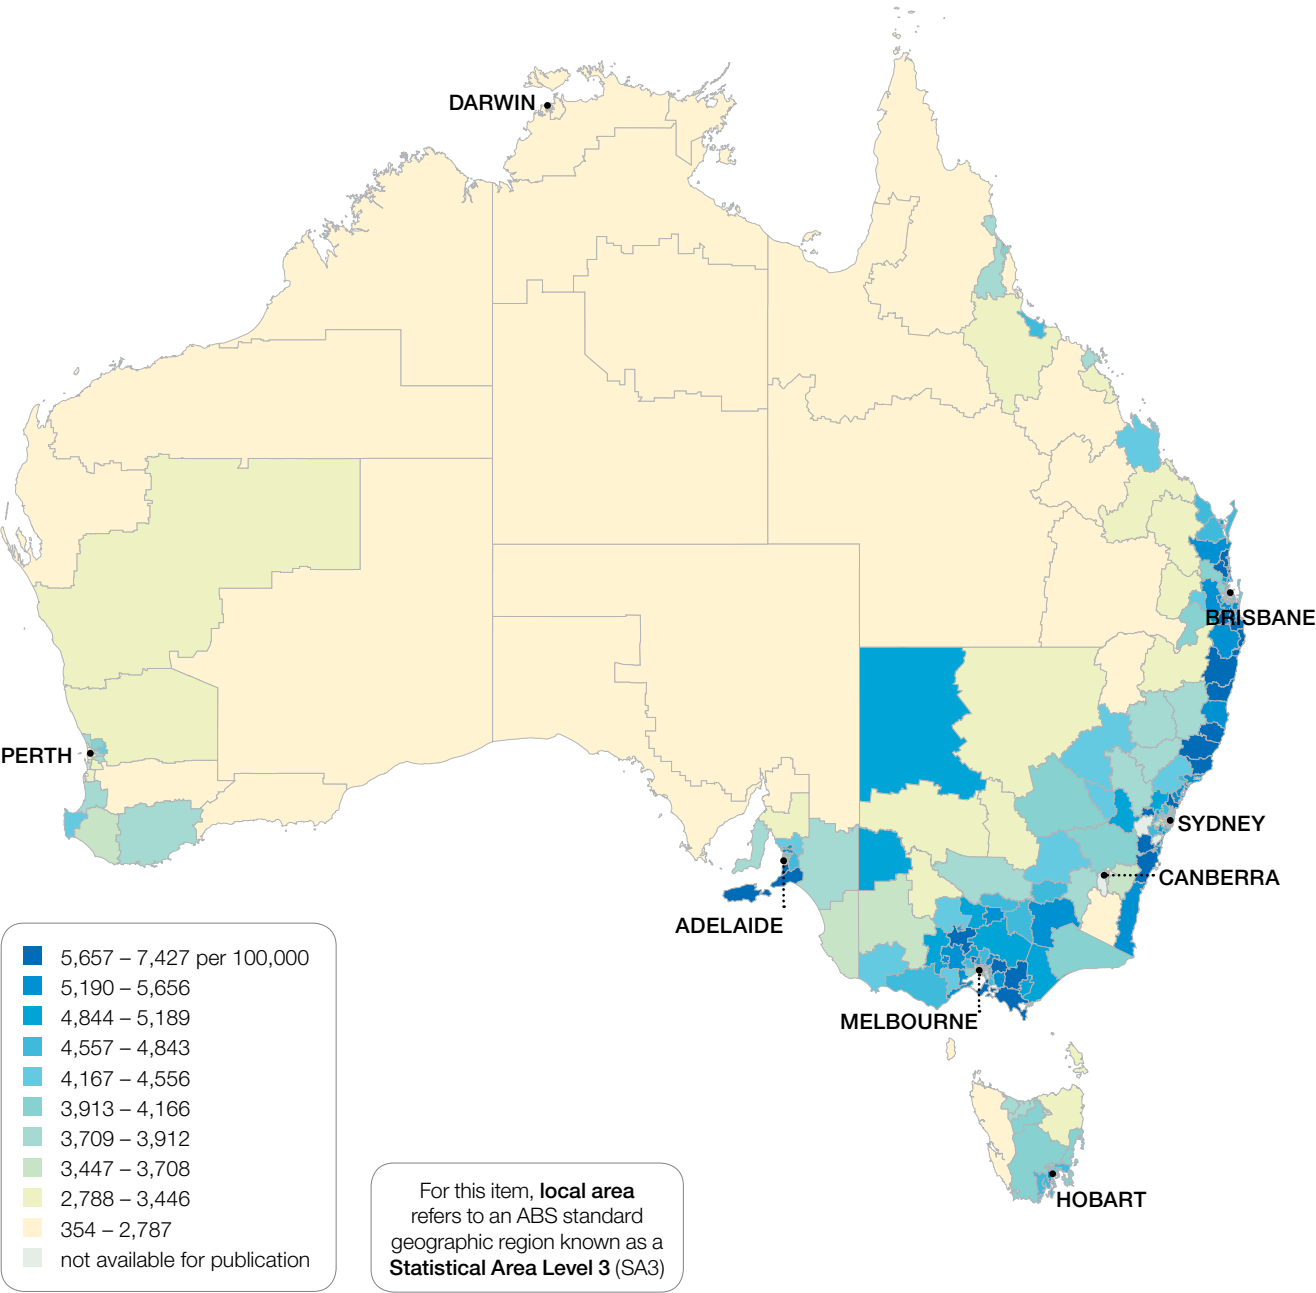 DARWIN
BRISBANE
PERTH
SYDNEY
CANBERRA
ADELAIDE
MELBOURNE
HOBART
5,657 – 7,427 per 100,000
5,190 – 5,656
4,844 – 5,189
4,557 – 4,843
4,167 – 4,556
3,913 – 4,166
3,709 – 3,912
3,447 – 3,708
2,788 – 3,446
354 – 2,787
not available for publication
For this item, local area
refers to an ABS standard
geographic region known as a
Statistical Area Level 3 (SA3)